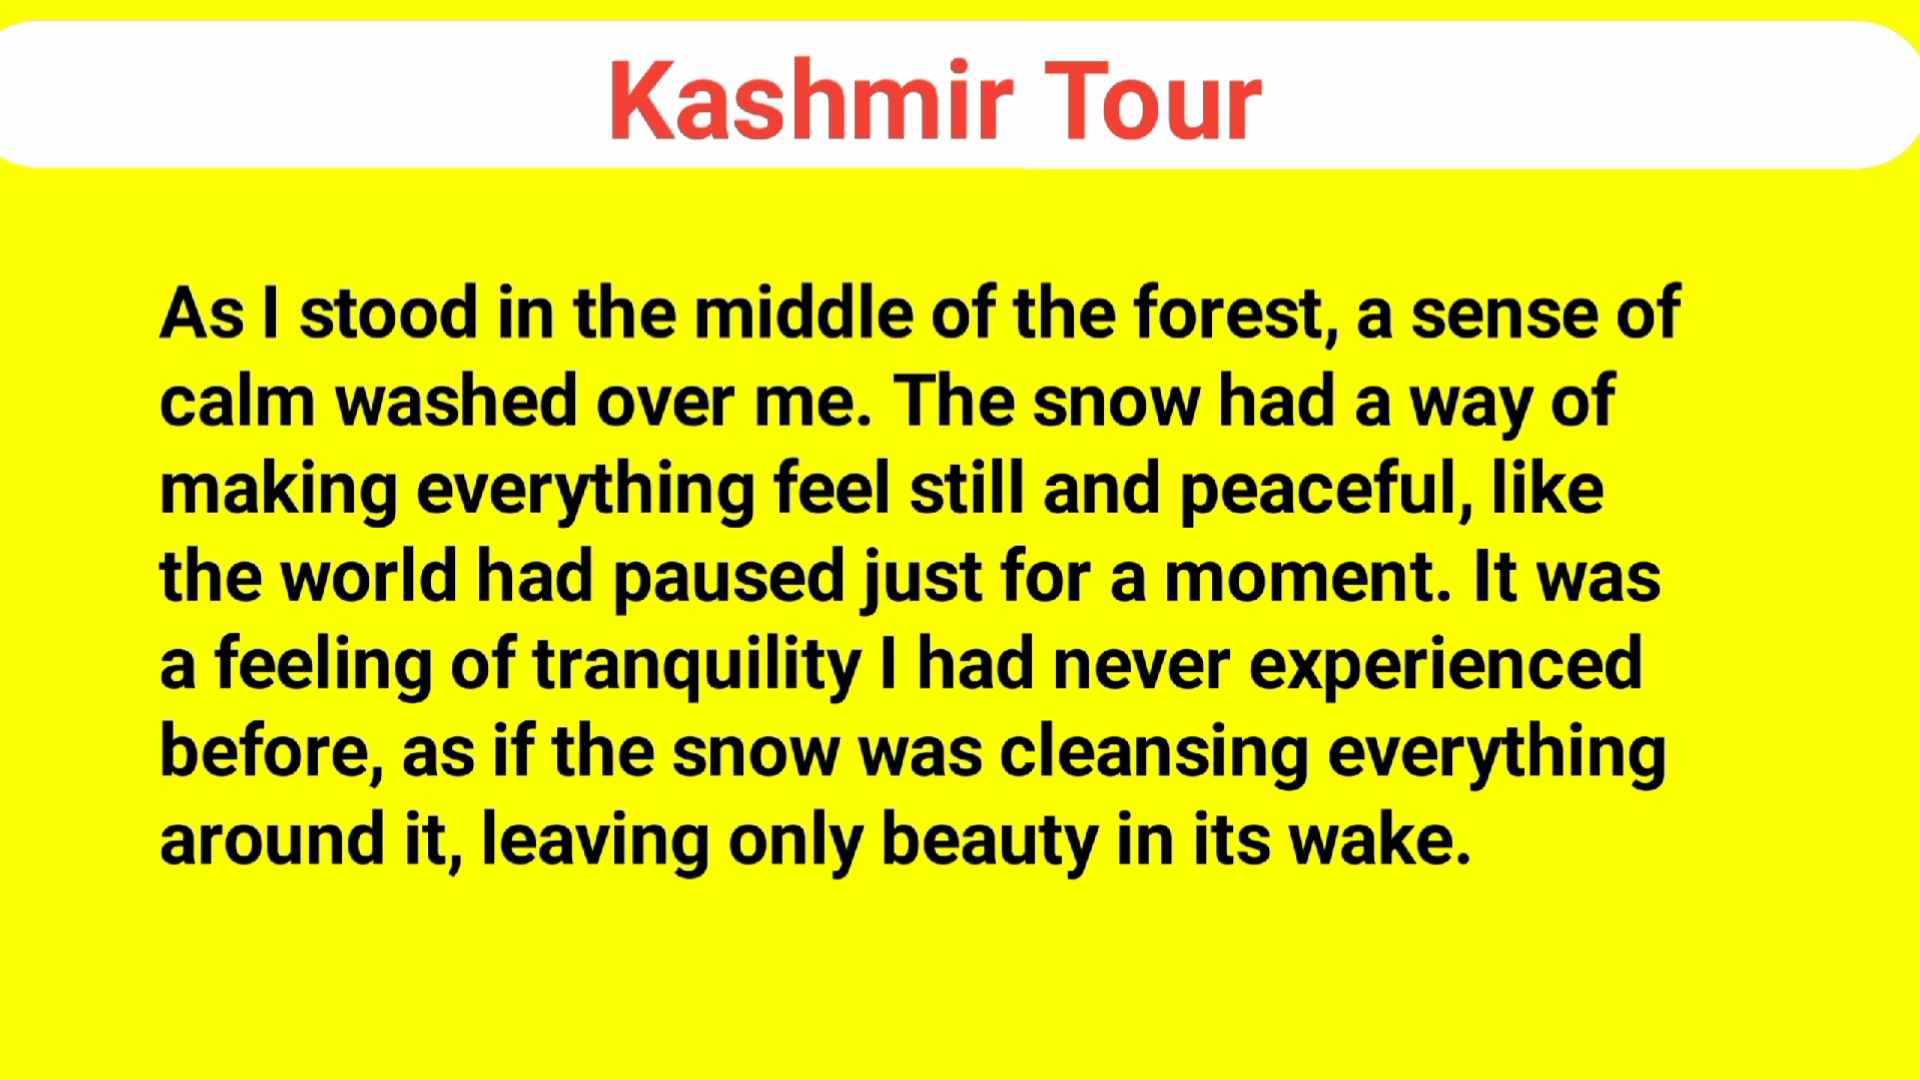 Kashmir Tour
As I stood in the middle of the forest, a sense of
calm washed over me. The snow had a way of
making everything feel still and peaceful, like
the world had paused just for a moment. It was
a feeling of tranquility I had never experienced
before, as if the snow was cleansing everything
around it, leaving only beauty in its wake.